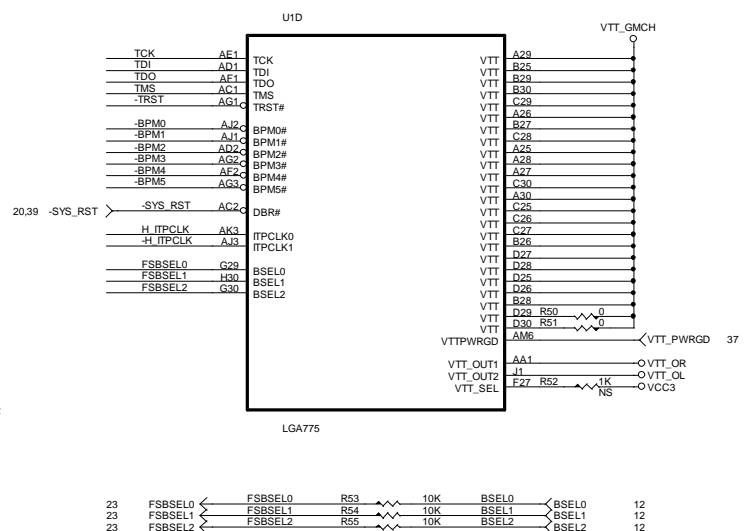 U1D
VTT_GMCH
TCK AE1 TCK VTT A29
TDI AD1 TDI VTT B25
TDO AF1 TDO VTT B29
TMS AC1 TMS VTT B30
-TRST AG1 TRST# VTT C29
VTT A26
-BPM0 AJ2 BPM0# VTT B27
-BPM1 AJ1 BPM1# VTT C28
-BPM2 AD2 BPM2# VTT A25
-BPM3 AG2 BPM3# VTT A28
-BPM4 AF2 BPM4# VTT A27
-BPM5 AG3 BPM5# VTT C30
VTT A30
20,39 -SYS_RST -SYS_RST AC2 DBR# VTT C25
VTT C26
H_ITPCLK AK3 ITPCLK0 VTT C27
-H_ITPCLK AJ3 ITPCLK1 VTT B26
VTT D27
FSBSEL0 G29 BSEL0 VTT D28
FSBSEL1 H30 BSEL1 VTT D25
FSBSEL2 G30 BSEL2 VTT D26
VTT B28
VTT D29 R50 0
VTT D30 R51 0
VTTPWRGD AM6 VTT_PWRGD 37
VTT_OUT1 AA1 VTT_OR
VTT_OUT2 J1 VTT_OL
VTT_SEL F27 R52 1K VCC3
NS
LGA775
23 FSBSEL0 FSBSEL0 R53 10K BSEL0 BSEL0 12
23 FSBSEL1 FSBSEL1 R54 10K BSEL1 BSEL1 12
23 FSBSEL2 FSBSEL2 R55 10K BSEL2 BSEL2 12